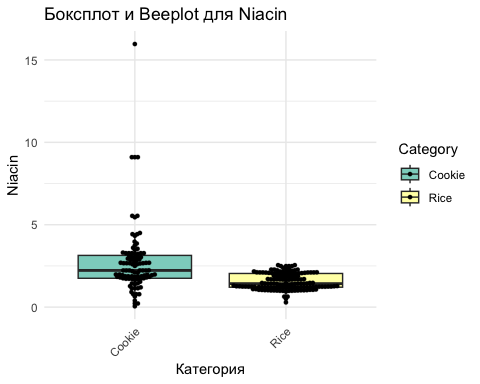 Боксплот и Beeplot для Niacin
15
10
5
0
Niacin
Cookie
Rice
Категория
Category
Cookie
Rice